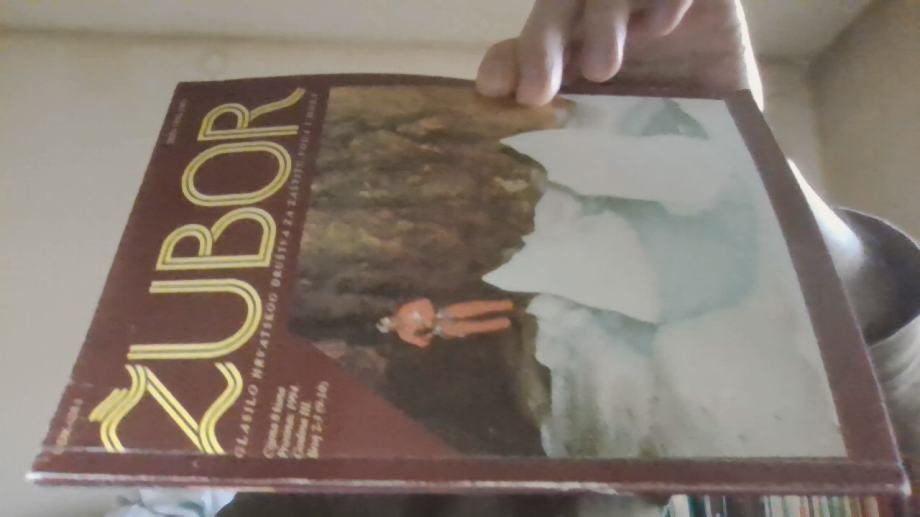 ŽUBOR
GLASILO HRVATSKOG DRUŠTVA ZA ZAŠTITU VODA I MORA
Cijena 10 kuna
Prosinac 1994.
Godina III.
Broj 2-3 (9-10)